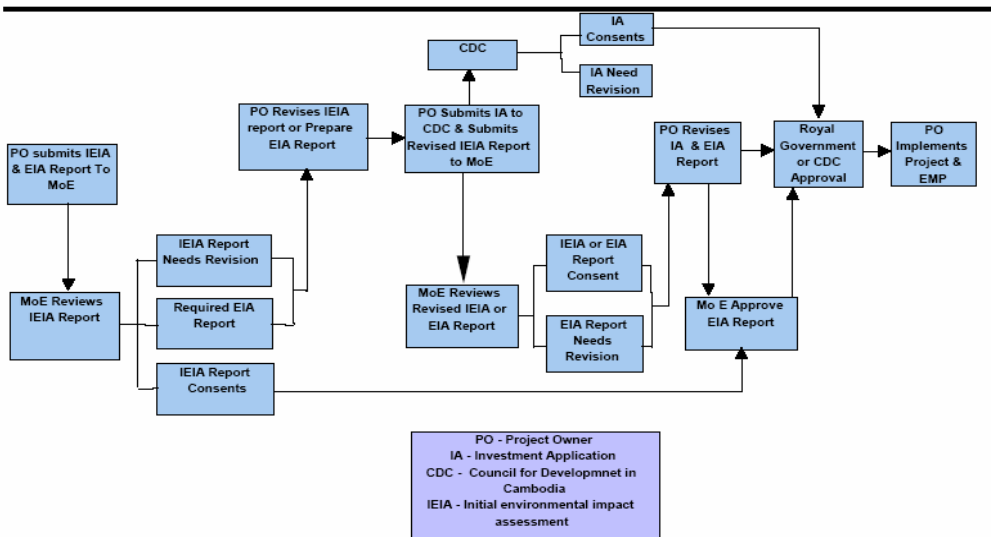 PO submits IEIA
& EIA Report To
MoE
MoE Reviews
IEIA Report
IEIA Report
Needs Revision
Required EIA
Report
IEIA Report
Consents
PO Revises IEIA
report or Prepare
EIA Report
PO Submits IA to
CDC & Submits
Revised IEIA Report
to MoE
CDC
IA
Consents
IA Need
Revision
MoE Reviews
Revised IEIA or
EIA Report
IEIA or EIA
Report
Consent
EIA Report
Needs
Revision
PO Revises
IA & EIA
Report
Mo E Approve
EIA Report
Royal
Government
or CDC
Approval
PO
Implements
Project &
EMP
PO - Project Owner
IA - Investment Application
CDC - Council for Developmnet in
Cambodia
IEIA - Initial environmental impact
assessment